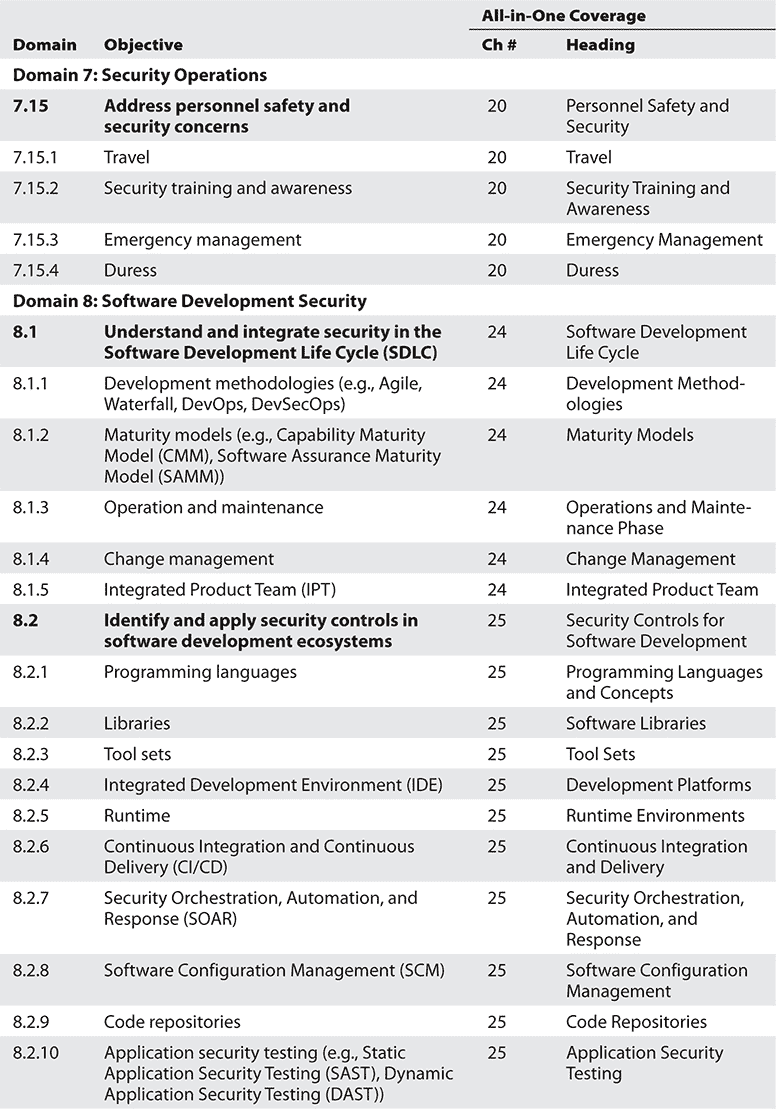 All-in-One Coverage
Domain Objective Ch # Heading
Domain 7: Security Operations
7.15 Address personnel safety and 20 Personnel Safety and
security concerns Security
7.15.1 Travel 20 Travel
7.15.2 Security training and awareness 20 Security Training and
Awareness
7.15.3 Emergency management 20 Emergency Management
7.15.4 Duress 20 Duress
Domain 8: Software Development Security
8.1 Understand and integrate security in the 24 Software Development
Software Development Life Cycle (SDLC) Life Cycle
8.1.1 Development methodologies (e.g., Agile, 24 Development Method-
Waterfall, DevOps, DevSecOps) ologies
8.1.2 Maturity models (e.g., Capability Maturity 24 Maturity Models
Model (CMM), Software Assurance Maturity
Model (SAMM))
8.1.3 Operation and maintenance 24 Operations and Mainte-
nance Phase
8.1.4 Change management 24 Change Management
8.1.5 Integrated Product Team (IPT) 24 Integrated Product Team
8.2 Identify and apply security controls in 25 Security Controls for
software development ecosystems Software Development
8.2.1 Programming languages 25 Programming Languages
and Concepts
8.2.2 Libraries 25 Software Libraries
8.2.3 Tool sets 25 Tool Sets
8.2.4 Integrated Development Environment (IDE) 25 Development Platforms
8.2.5 Runtime 25 Runtime Environments
8.2.6 Continuous Integration and Continuous 25 Continuous Integration
Delivery (CI/CD) and Delivery
8.2.7 Security Orchestration, Automation, and 25 Security Orchestration,
Response (SOAR) Automation, and
Response
8.2.8 Software Configuration Management (SCM) 25 Software Configuration
Management
8.2.9 Code repositories 25 Code Repositories
8.2.10 Application security testing (e.g., Static 25 Application Security
Application Security Testing (SAST), Dynamic Testing
Application Security Testing (DAST))